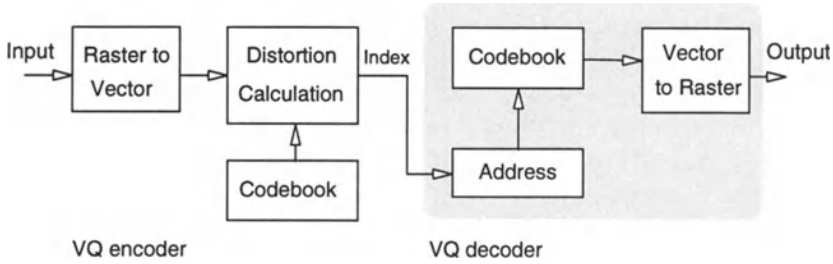 Input
Raster to
Vector
Distortion
Calculation
Codebook
Index
Address
Codebook
Vector
to Raster
Output
VQ encoder
VQ decoder